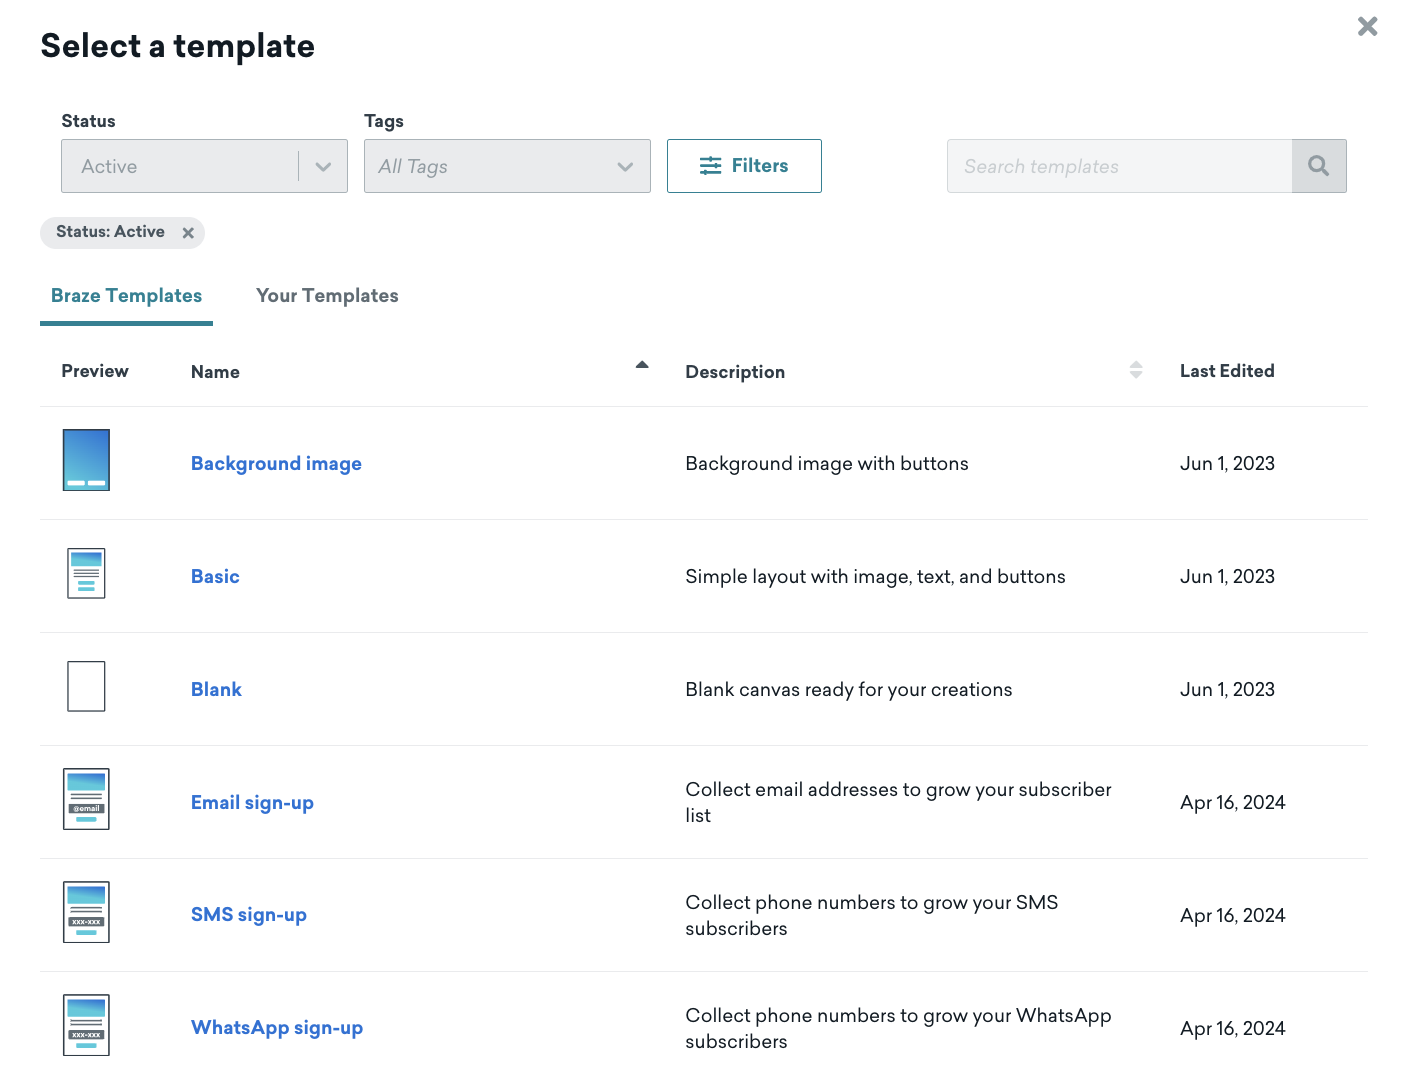 Select a template
Status
Tags
Active
All Tags
Filters
Search templates
Status: Active
Braze Templates
Your Templates
Preview
Name
Description
Last Edited
Background image
Background image with buttons
Jun 1, 2023
Basic
Simple layout with image, text, and buttons
Jun 1, 2023
Blank
Blank canvas ready for your creations
Jun 1, 2023
@email
Email sign-up
Collect email addresses to grow your subscriber
list
Apr 16, 2024
xxx-xxx
SMS sign-up
Collect phone numbers to grow your SMS
subscribers
Apr 16, 2024
xxx-xxx
WhatsApp sign-up
Collect phone numbers to grow your WhatsApp
subscribers
Apr 16, 2024